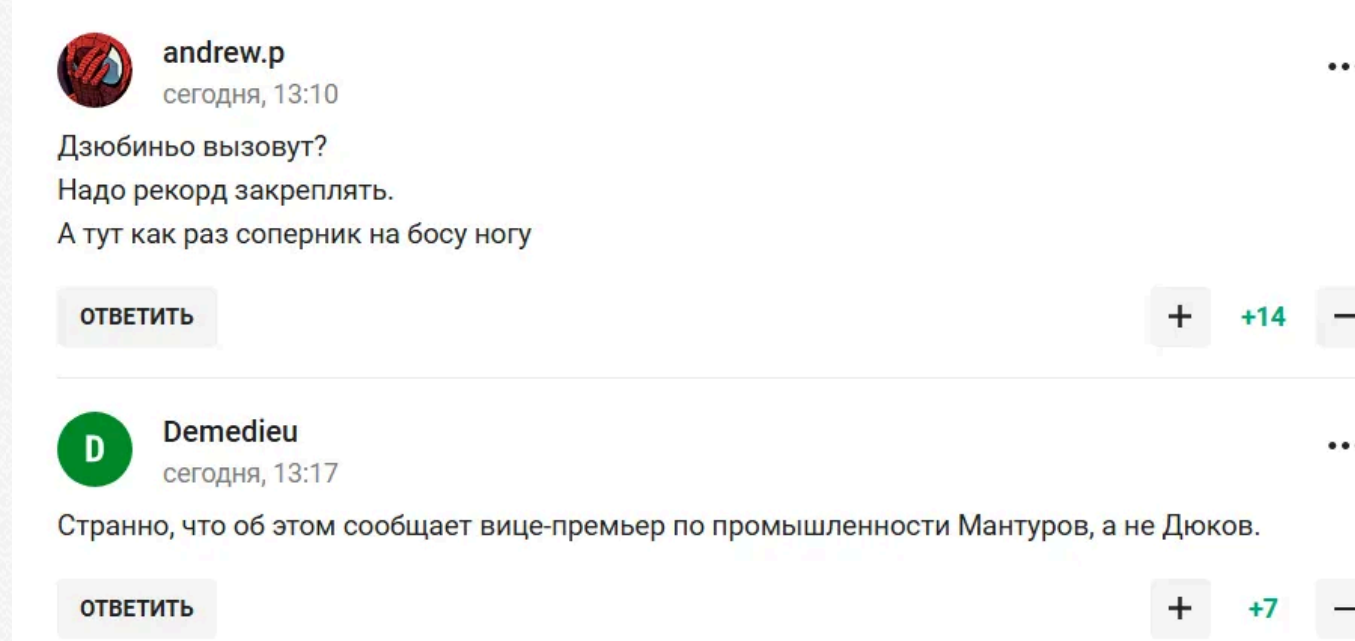 andrew.p
сегодня, 13:10
Дзюбиньо вызовут?
Надо рекорд закреплять.
А тут как раз соперник на босу ногу
ОТВЕТИТЬ
+ +14 —
D
Demedieu
сегодня, 13:17
Странно, что об этом сообщает вице-премьер по промышленности Мантуров, а не Дюков.
ОТВЕТИТЬ
+ +7 —